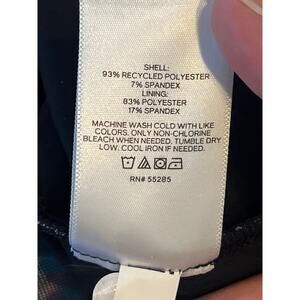 SHELL:
93% RECYCLED POLYESTER
7% SPANDEX
LINING:
83% POLYESTER
17% SPANDEX
MACHINE WASH COLD WITH LIKE
COLORS. ONLY NON-CHLORINE
BLEACH WHEN NEEDED. TUMBLE DRY
LOW. COOL IRON IF NEEDED.
RN# 55285